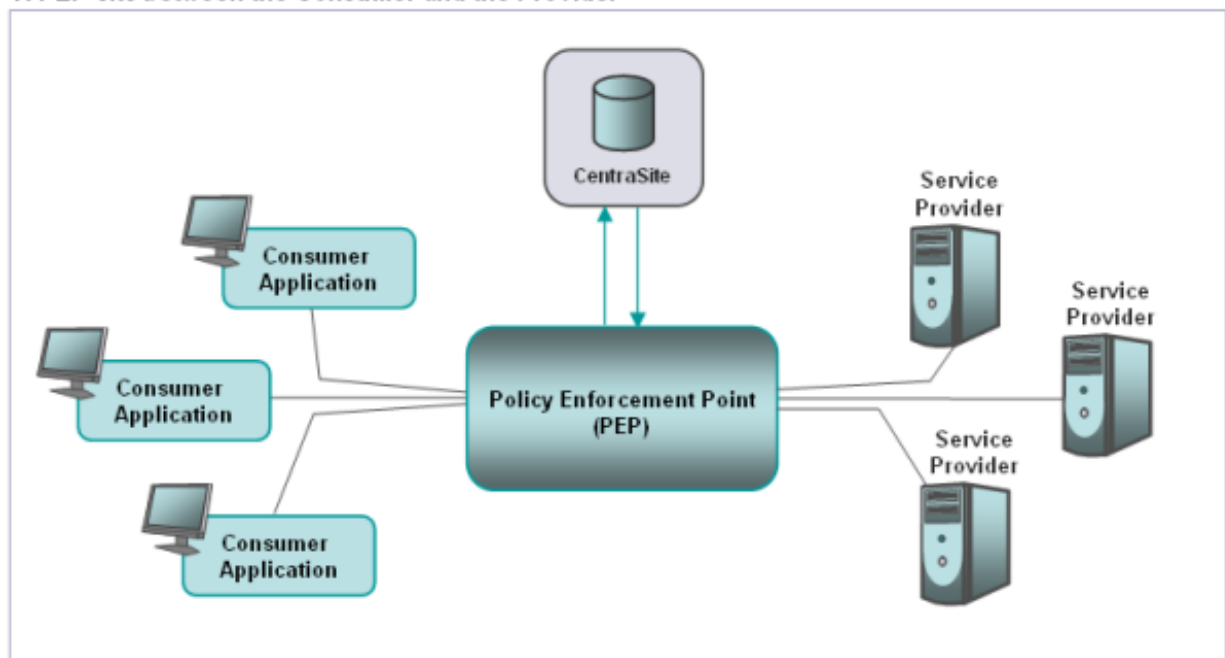 CentraSite
Service
Provider
Consumer
Application
Service
Provider
Consumer
Application
Policy Enforcement Point
(PEP)
Service
Provider
Consumer
Application